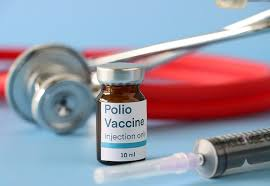 Polio
Vaccine
injection only
10 ml